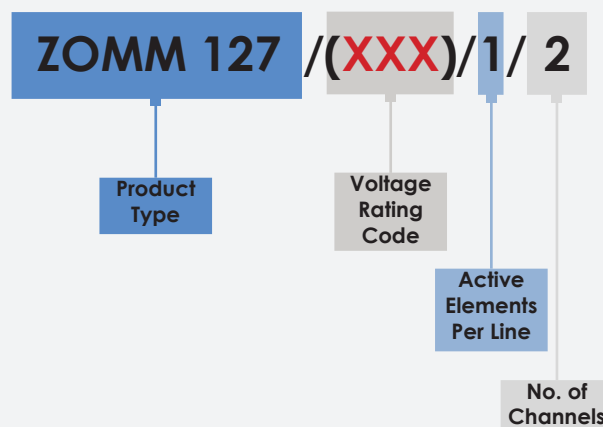 ZOMM 127 /(XXX)/1/ 2
Product
Type
Voltage
Rating
Code
Active
Elements
Per Line
No. of
Channels